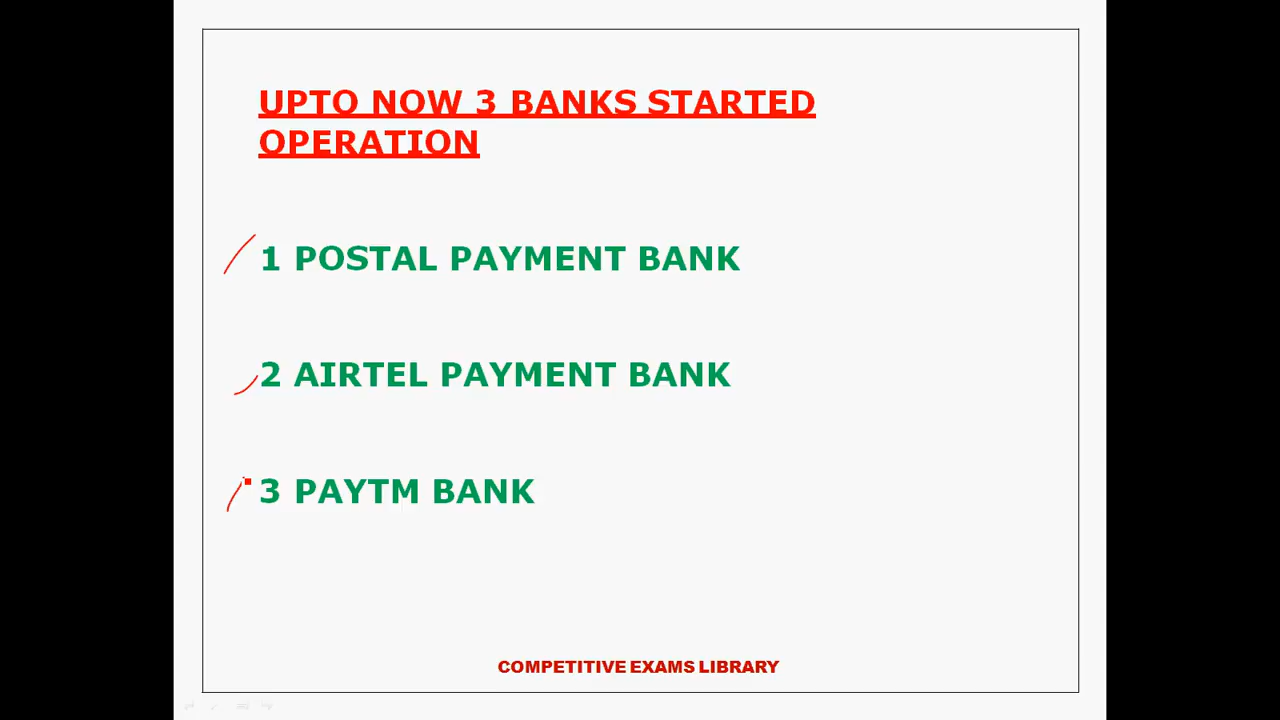 UPTO NOW 3 BANKS STARTED
OPERATION
1 POSTAL PAYMENT BANK
2 AIRTEL PAYMENT BANK
3 PAYTM BANK
COMPETITIVE EXAMS LIBRARY